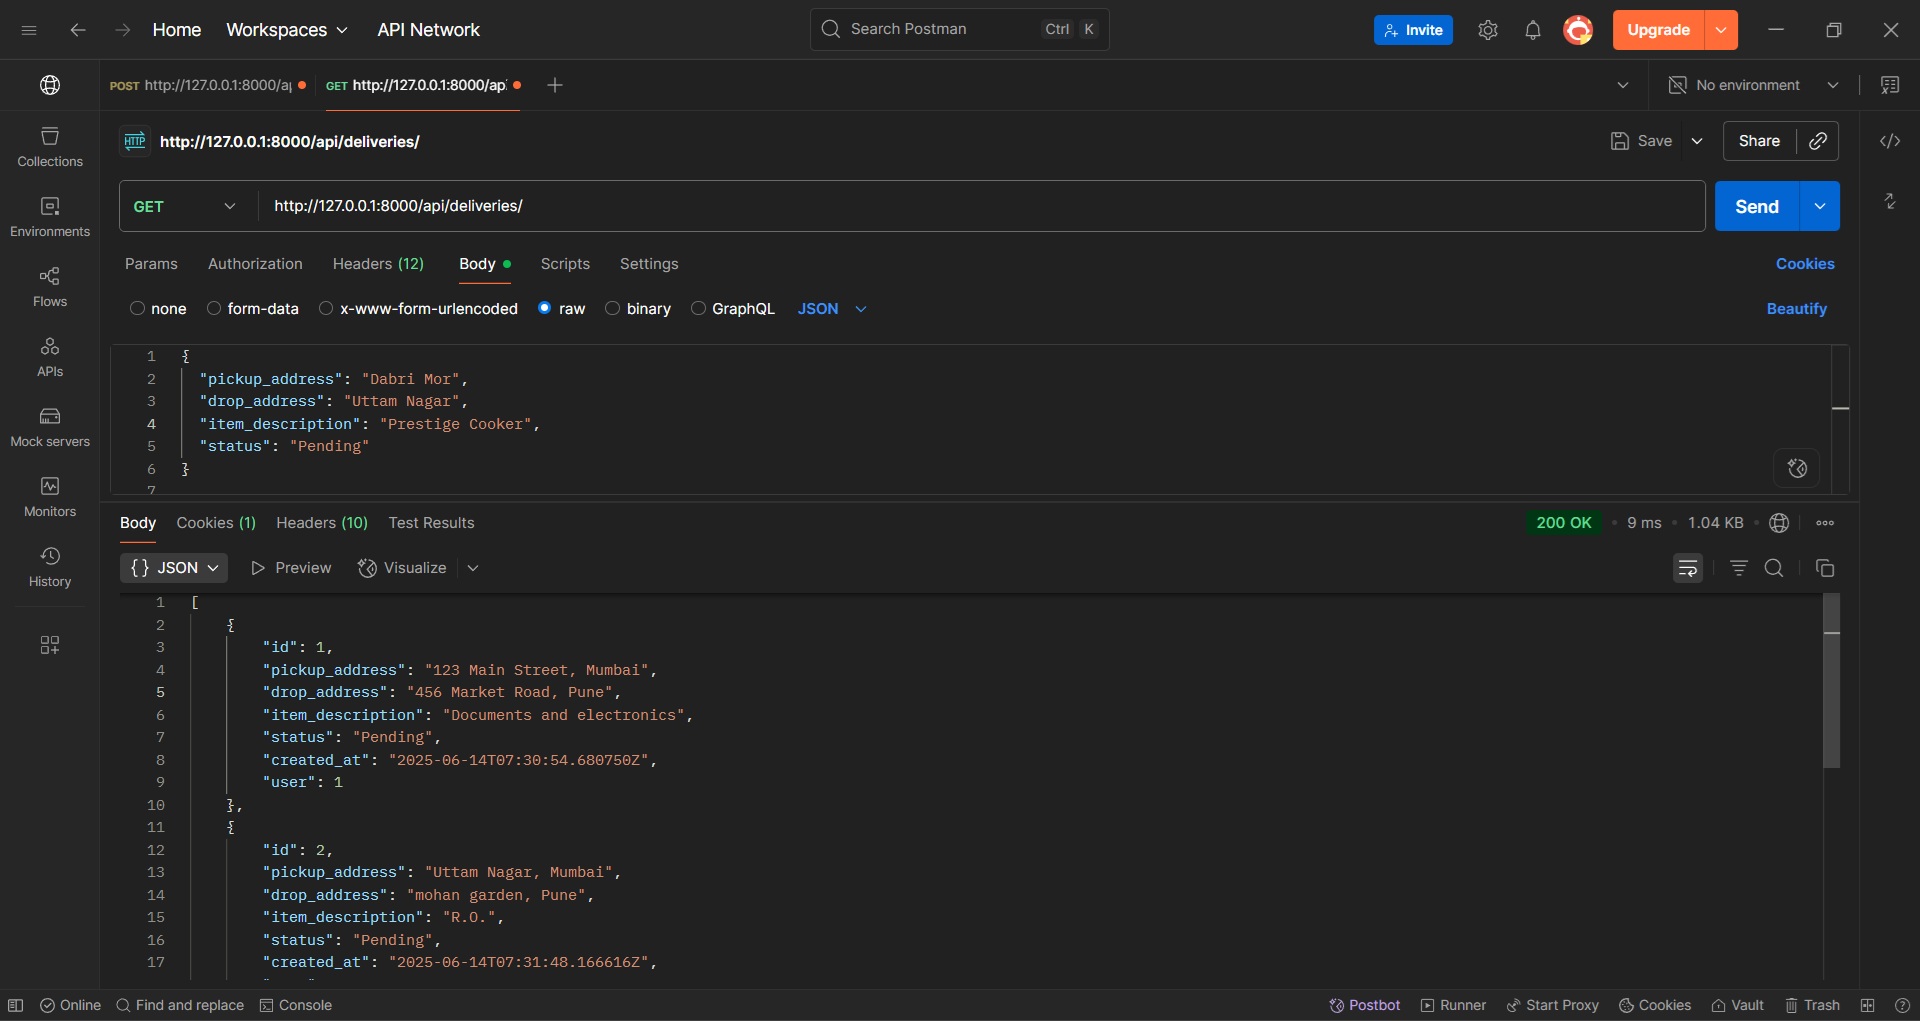 Home Workspaces API Network Search Postman Ctrl K Invite Upgrade
POST http://127.0.0.1:8000/a GET http://127.0.0.1:8000/ap No environment
HTTP http://127.0.0.1:8000/api/deliveries/ Save Share
GET http://127.0.0.1:8000/api/deliveries/ Send
Params Authorization Headers (12) Body Scripts Settings Cookies
none form-data x-www-form-urlencoded raw binary GraphQL JSON Beautify
Collections
Environments
Flows
APIs
Mock servers
Monitors
History
1 {
2 "pickup_address": "Dabri Mor",
3 "drop_address": "Uttam Nagar",
4 "item_description": "Prestige Cooker",
5 "status": "Pending"
6 }
7
Body Cookies (1) Headers (10) Test Results 200 OK • 9 ms • 1.04 KB •
{} JSON Preview Visualize
1 [
2 {
3 "id": 1,
4 "pickup_address": "123 Main Street, Mumbai",
5 "drop_address": "456 Market Road, Pune",
6 "item_description": "Documents and electronics",
7 "status": "Pending",
8 "created_at": "2025-06-14T07:30:54.680750Z",
9 "user": 1
10 },
11 {
12 "id": 2,
13 "pickup_address": "Uttam Nagar, Mumbai",
14 "drop_address": "mohan garden, Pune",
15 "item_description": "R.O.",
16 "status": "Pending",
17 "created_at": "2025-06-14T07:31:48.166616Z",
Online Find and replace Console Postbot Runner Start Proxy Cookies Vault Trash